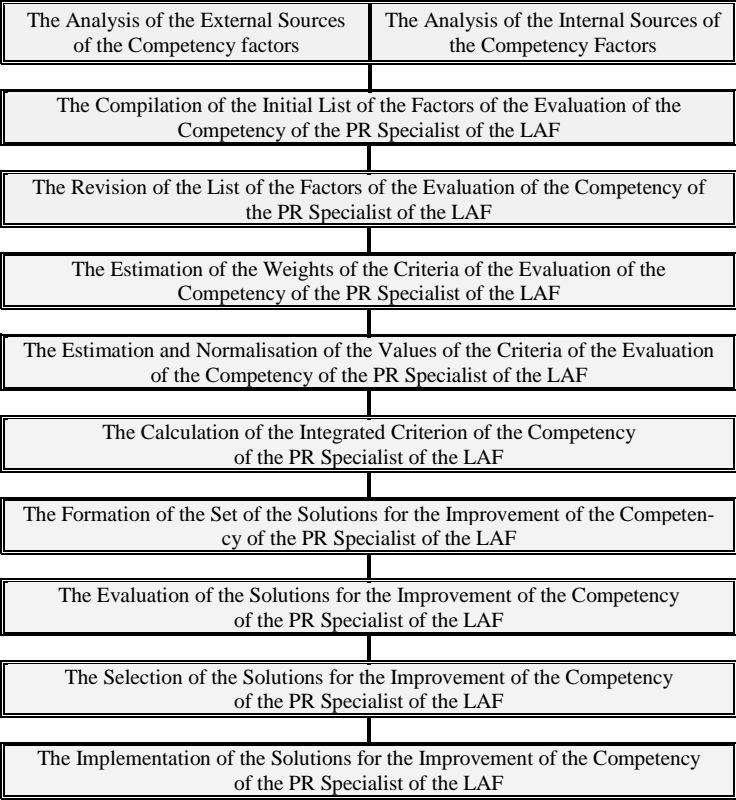 The Analysis of the External Sources
of the Competency factors
The Analysis of the Internal Sources of
the Competency Factors
The Compilation of the Initial List of the Factors of the Evaluation of the
Competency of the PR Specialist of the LAF
The Revision of the List of the Factors of the Evaluation of the Competency of
the PR Specialist of the LAF
The Estimation of the Weights of the Criteria of the Evaluation of the
Competency of the PR Specialist of the LAF
The Estimation and Normalisation of the Values of the Criteria of the Evaluation
of the Competency of the PR Specialist of the LAF
The Calculation of the Integrated Criterion of the Competency
of the PR Specialist of the LAF
The Formation of the Set of the Solutions for the Improvement of the Competen-
cy of the PR Specialist of the LAF
The Evaluation of the Solutions for the Improvement of the Competency
of the PR Specialist of the LAF
The Selection of the Solutions for the Improvement of the Competency
of the PR Specialist of the LAF
The Implementation of the Solutions for the Improvement of the Competency
of the PR Specialist of the LAF